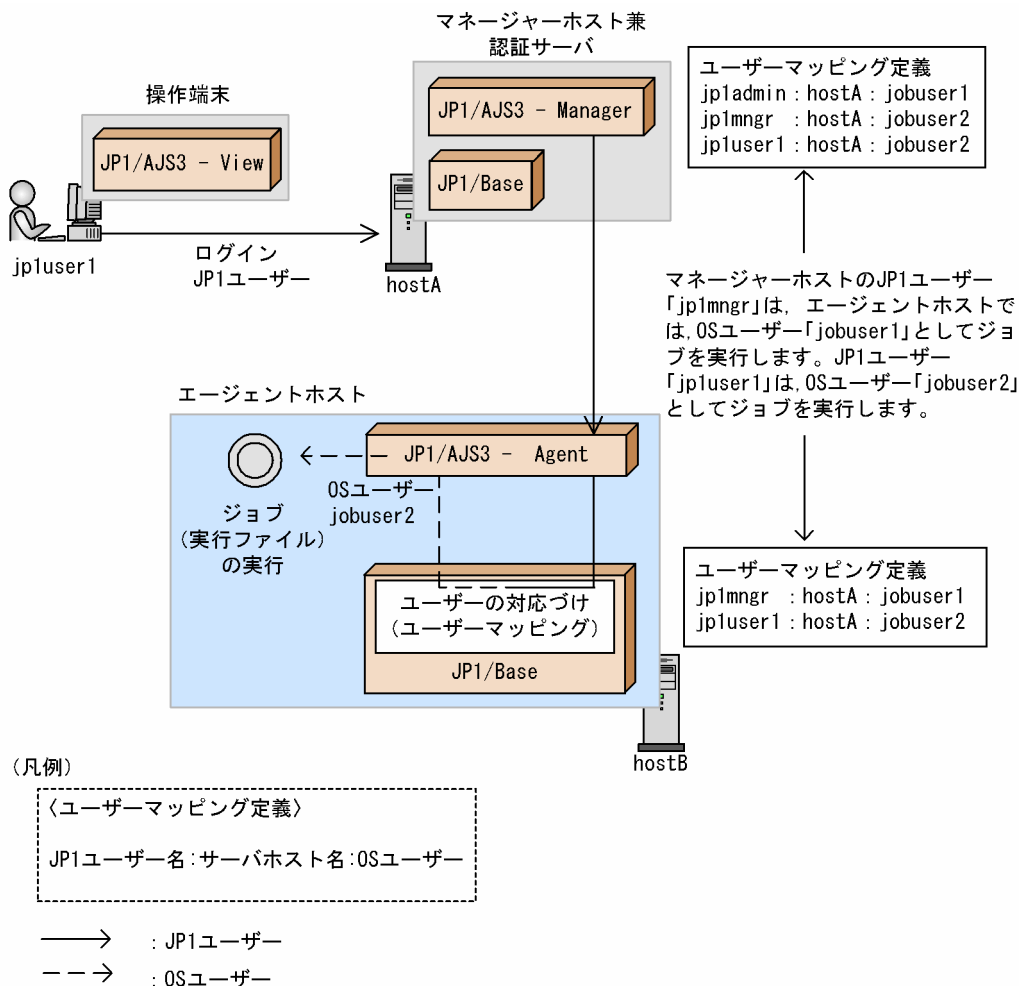 マネージャーホスト兼
認証サーバ
操作端末
JP1/AJS3 - View
JP1/AJS3 - Manager
JP1/Base
jp1user1
ログイン
JP1ユーザー
hostA
ユーザーマッピング定義
jp1admin：hostA：jobuser1
jp1mngr ：hostA：jobuser2
jp1user1：hostA：jobuser2
マネージャーホストのJP1ユーザー
｢jp1mngr｣は，エージェントホストで
は，OSユーザー｢jobuser1｣としてジョ
ブを実行します。JP1ユーザー
｢jp1user1｣は，OSユーザー｢jobuser2｣
としてジョブを実行します。
エージェントホスト
JP1/AJS3 - Agent
OSユーザー
jobuser2
ジョブ
(実行ファイル)
の実行
ユーザーの対応づけ
(ユーザーマッピング)
JP1/Base
hostB
ユーザーマッピング定義
jp1mngr ：hostA：jobuser1
jp1user1：hostA：jobuser2
(凡例)
〈ユーザーマッピング定義〉
JP1ユーザー名：サーバホスト名：OSユーザー
：JP1ユーザー
：OSユーザー